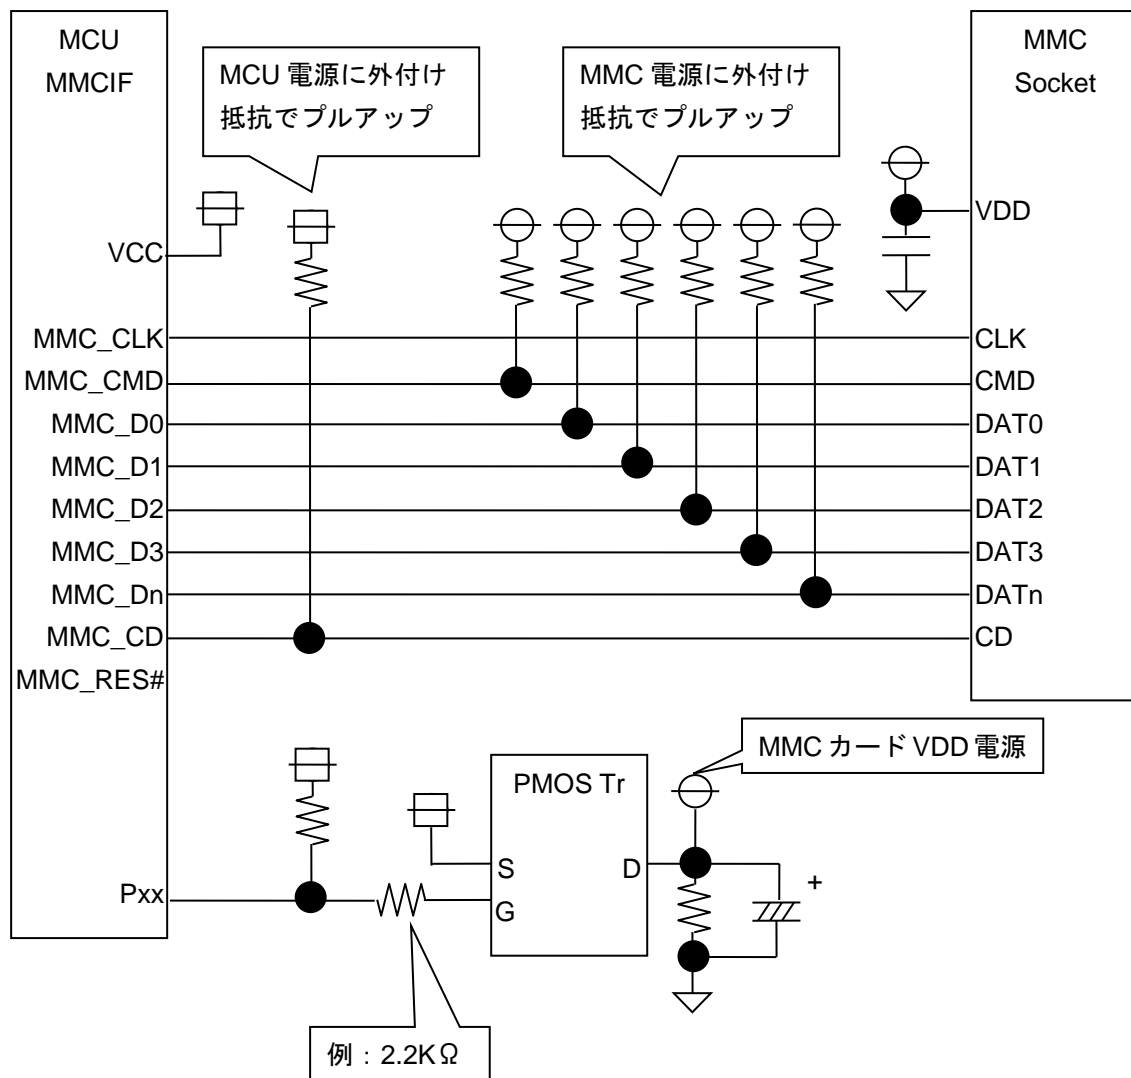 MCU
MMCIF
MMC
Socket
MCU 電源に外付け
抵抗でプルアップ
MMC 電源に外付け
抵抗でプルアップ
VCC
VDD
MMC_CLK
CLK
MMC_CMD
CMD
MMC_D0
DAT0
MMC_D1
DAT1
MMC_D2
DAT2
MMC_D3
DAT3
MMC_Dn
DATn
MMC_CD
CD
MMC_RES#
MMC カード VDD 電源
PMOS Tr
S
D
G
+
Pxx
例：2.2KΩ